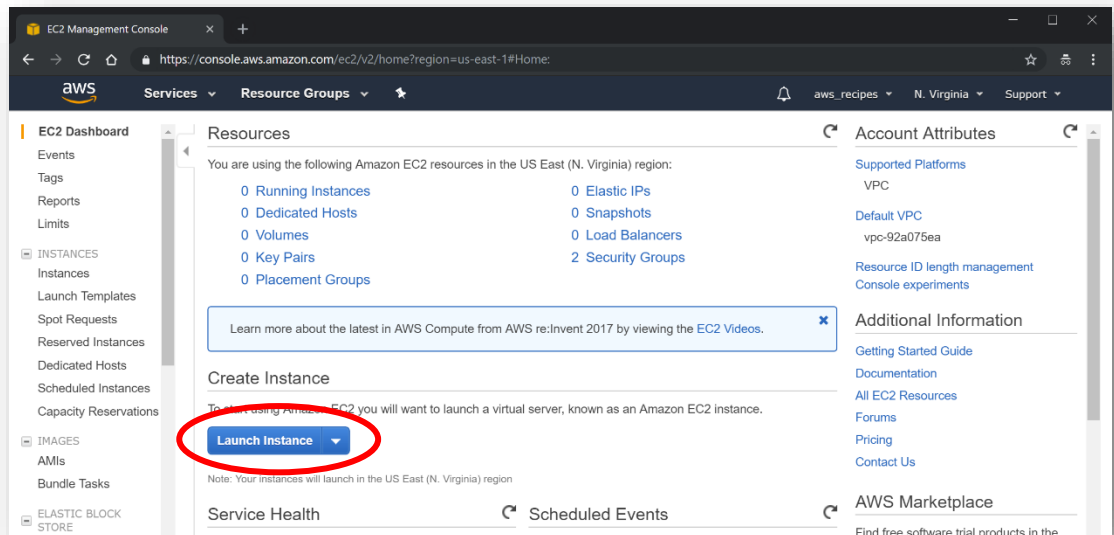 EC2 Management Console
https://console.aws.amazon.com/ec2/v2/home?region=us-east-1#Home:
aws Services Resource Groups aws_recipes N. Virginia Support
EC2 Dashboard
Events
Tags
Reports
Limits
INSTANCES
Instances
Launch Templates
Spot Requests
Reserved Instances
Dedicated Hosts
Scheduled Instances
Capacity Reservations
IMAGES
AMIs
Bundle Tasks
ELASTIC BLOCK
STORE
Resources
You are using the following Amazon EC2 resources in the US East (N. Virginia) region:
0 Running Instances
0 Dedicated Hosts
0 Volumes
0 Key Pairs
0 Placement Groups
0 Elastic IPs
0 Snapshots
0 Load Balancers
2 Security Groups
Learn more about the latest in AWS Compute from AWS re:Invent 2017 by viewing the EC2 Videos.
Create Instance
To start using Amazon EC2 you will want to launch a virtual server, known as an Amazon EC2 instance.
Launch Instance
Note: Your instances will launch in the US East (N. Virginia) region
Service Health
Scheduled Events
Account Attributes
Supported Platforms
VPC
Default VPC
vpc-92a075ea
Resource ID length management
Console experiments
Additional Information
Getting Started Guide
Documentation
All EC2 Resources
Forums
Pricing
Contact Us
AWS Marketplace
Find free software trial products in the